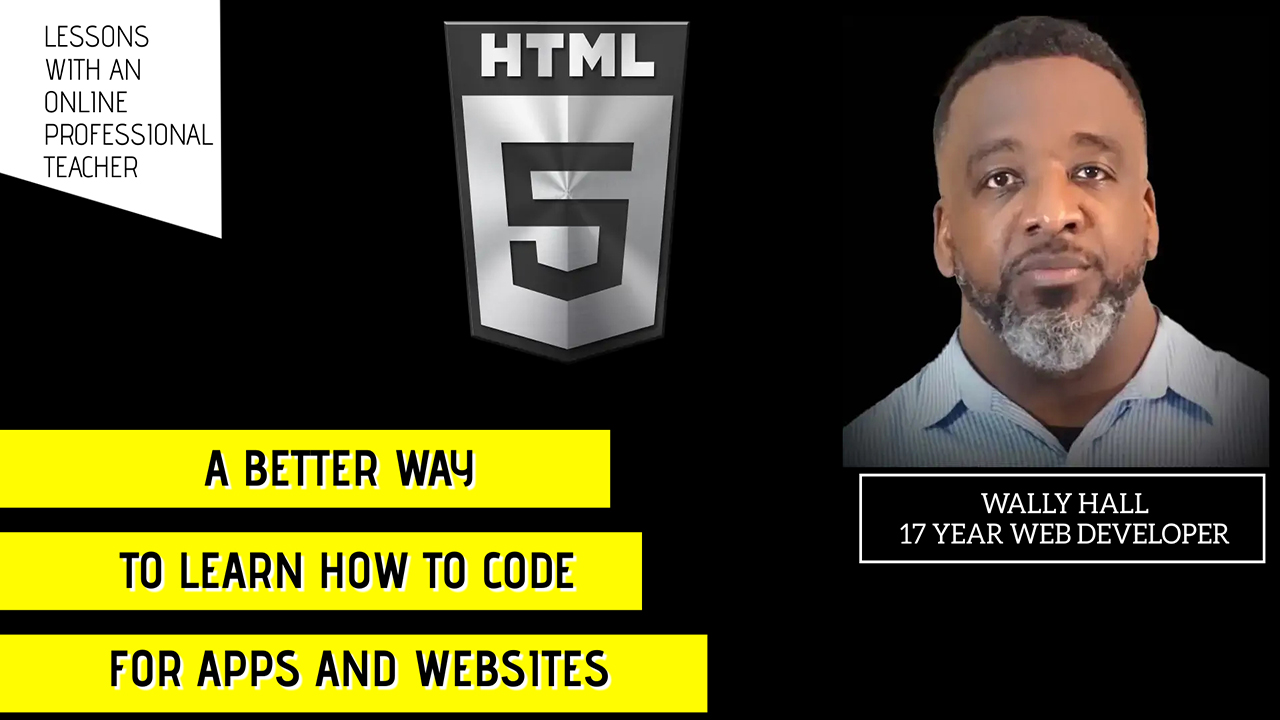 LESSONS
WITH AN
ONLINE
PROFESSIONAL
TEACHER
HTML
5
A BETTER WAY
TO LEARN HOW TO CODE
FOR APPS AND WEBSITES
WALLY HALL
17 YEAR WEB DEVELOPER